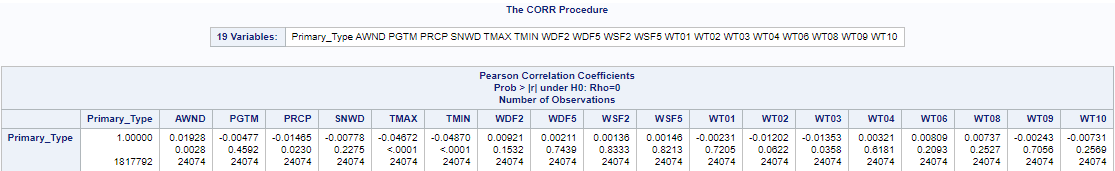 The CORR Procedure
19 Variables: Primary_Type AWND PGTM PRCP SNWD TMAX TMIN WDF2 WDF5 WSF2 WSF5 WT01 WT02 WT03 WT04 WT06 WT08 WT09 WT10
Pearson Correlation Coefficients
Prob > |r| under H0: Rho=0
Number of Observations
Primary_Type AWND PGTM PRCP SNWD TMAX TMIN WDF2 WDF5 WSF2 WSF5 WT01 WT02 WT03 WT04 WT06 WT08 WT09 WT10
Primary_Type 1.00000 0.01928 -0.00477 -0.01465 -0.00778 -0.04672 -0.04870 0.00921 0.00211 0.00136 0.00146 -0.00231 -0.01202 -0.01353 0.00321 0.00809 0.00737 -0.00243 -0.00731
0.0028 0.4592 0.0230 0.2275 <.0001 <.0001 0.1532 0.7439 0.8333 0.8213 0.7205 0.0622 0.0358 0.6181 0.2093 0.2527 0.7056 0.2569
1817792 24074 24074 24074 24074 24074 24074 24074 24074 24074 24074 24074 24074 24074 24074 24074 24074 24074 24074